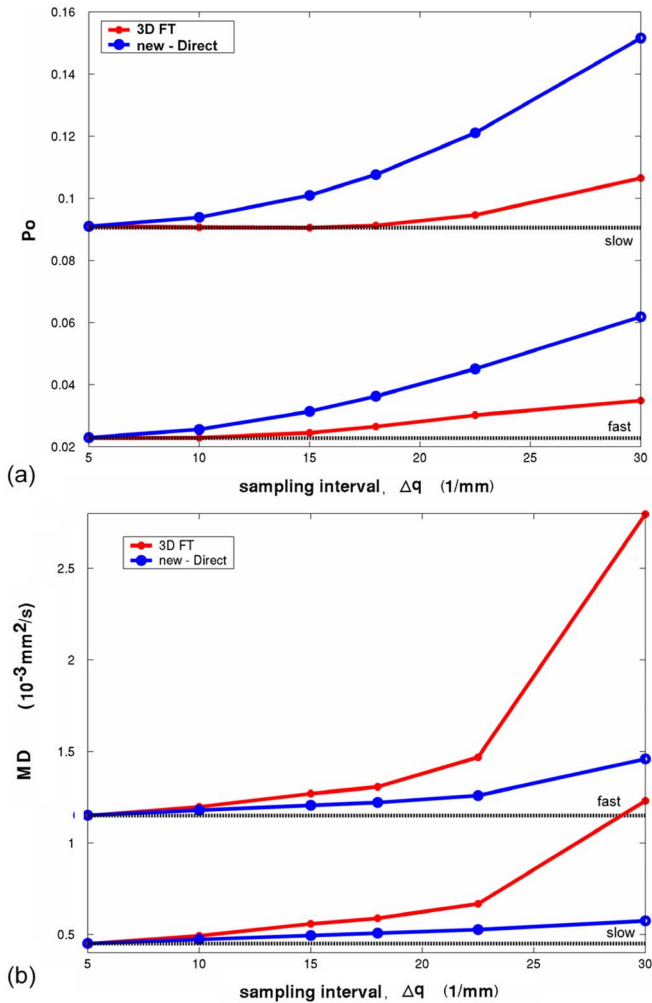 0.16
3D FT
new - Direct
0.14
0.12
0.1
slow
Po
0.08
0.06
0.04
fast
0.02
5 10 15 20 25 30
(a)
sampling interval, Δq (1/mm)
3D FT
new - Direct
2.5
2
MD (10⁻³mm²/s)
1.5
fast
1
0.5
slow
5 10 15 20 25 30
(b)
sampling interval, Δq (1/mm)